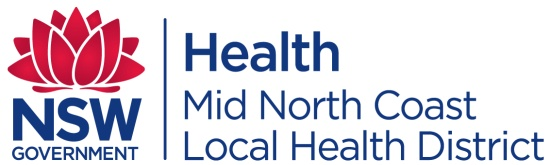 NSW
GOVERNMENT
Health
Mid North Coast
Local Health District